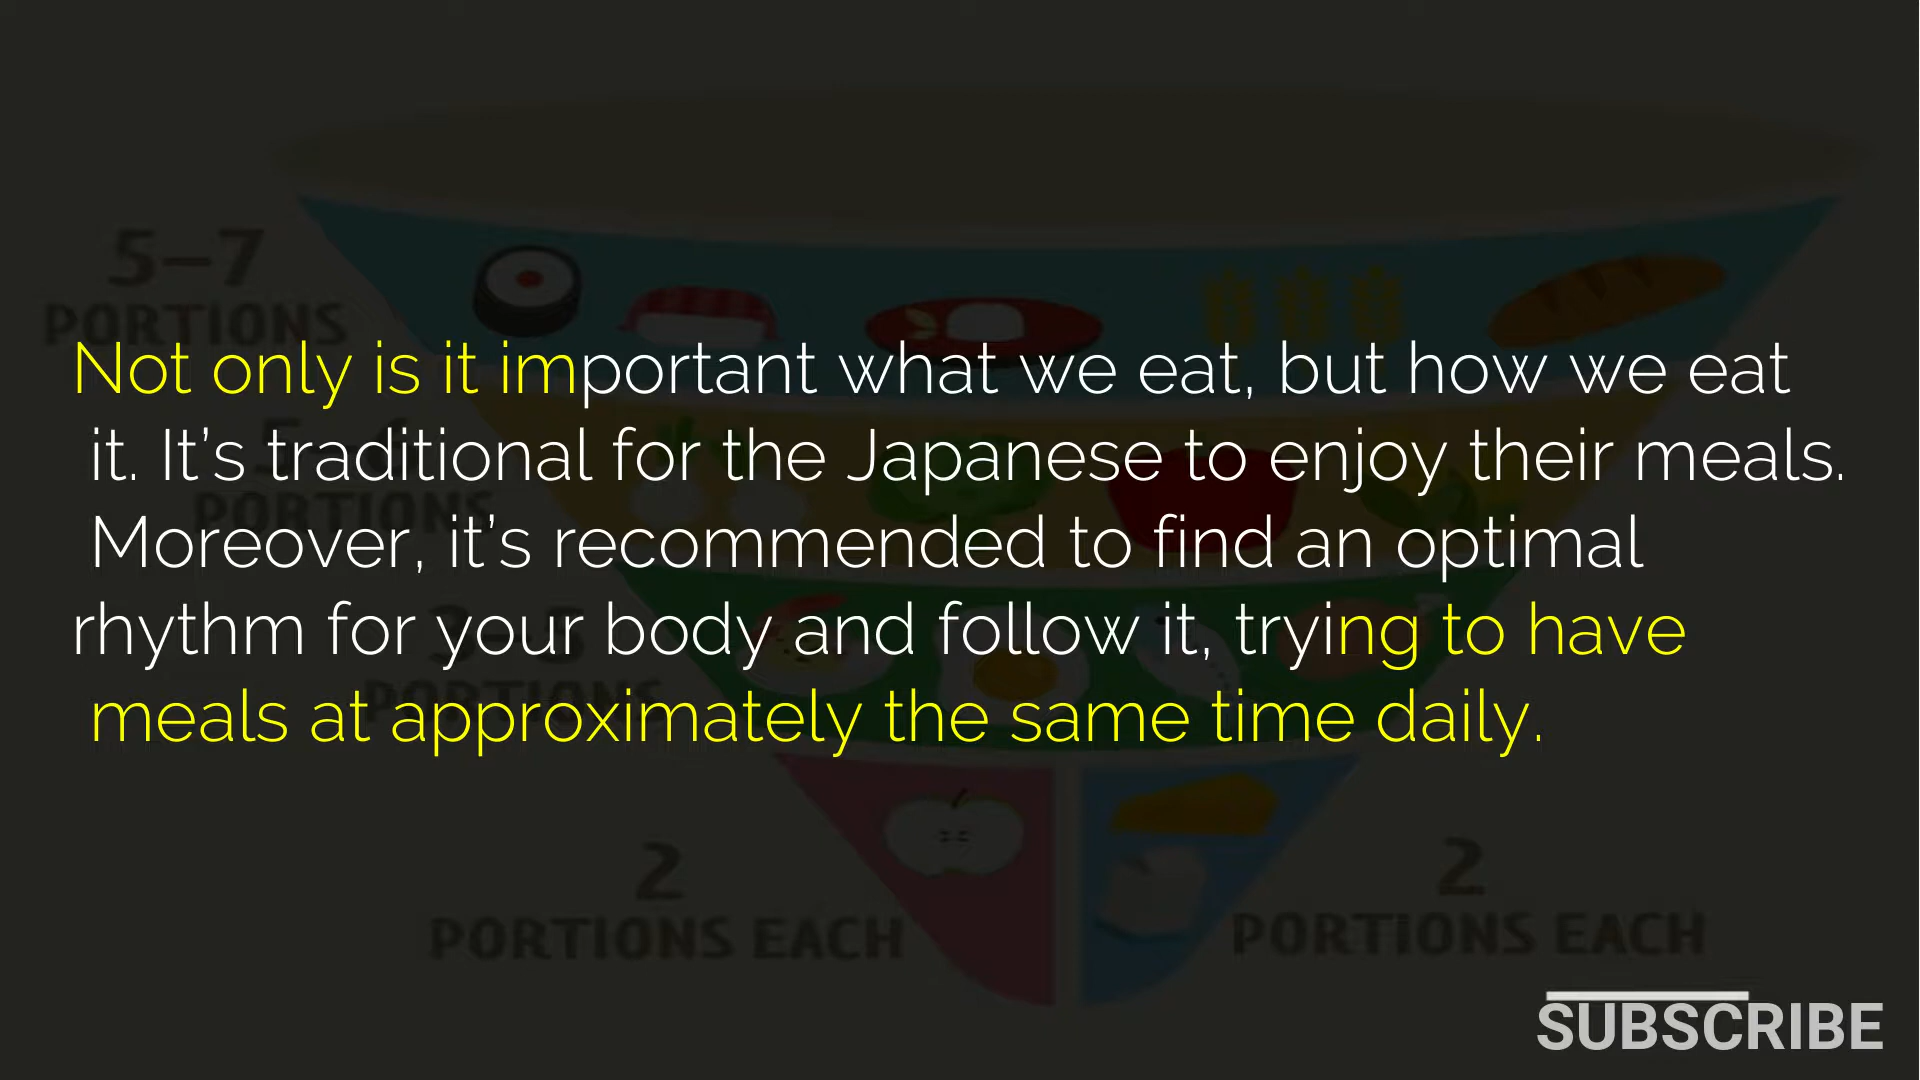 5–7
PORTIONS
Not only is it important what we eat, but how we eat
it. It’s traditional for the Japanese to enjoy their meals.
PORTIONS
Moreover, it’s recommended to find an optimal
rhythm for your body and follow it, trying to have
PORTIONS
meals at approximately the same time daily.
2
PORTIONS EACH
2
PORTIONS EACH
SUBSCRIBE